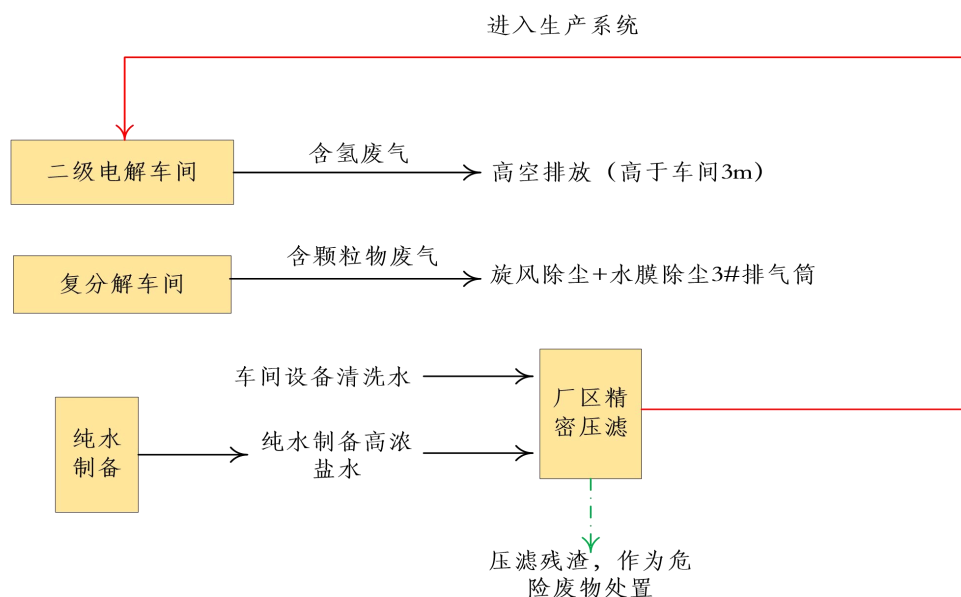 进入生产系统
二级电解车间
含氢废气
高空排放（高于车间3m）
复分解车间
含颗粒物废气
旋风除尘+水膜除尘3#排气筒
车间设备清洗水
厂区精
密压滤
纯水
制备
纯水制备高浓
盐水
压滤残渣，作为危
险废物处置